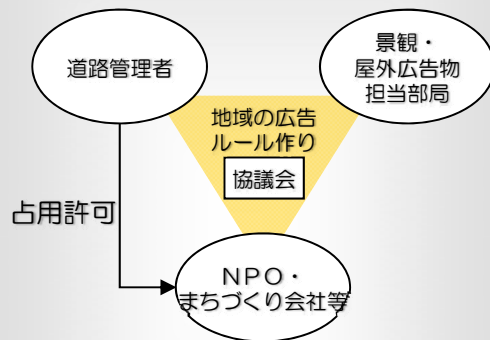 道路管理者
景観・
屋外広告物
担当部局
地域の広告
ルール作り
協議会
占用許可
ＮＰＯ・
まちづくり会社等